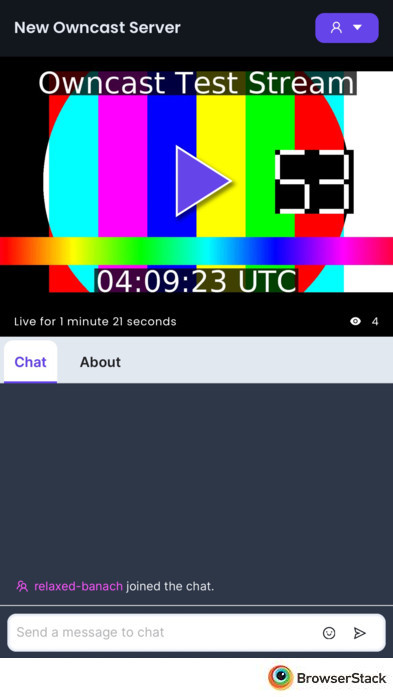 New Owncast Server
Owncast Test Stream
53
04:09:23 UTC
Live for 1 minute 21 seconds
4
Chat
About
relaxed-banach joined the chat.
Send a message to chat
BrowserStack